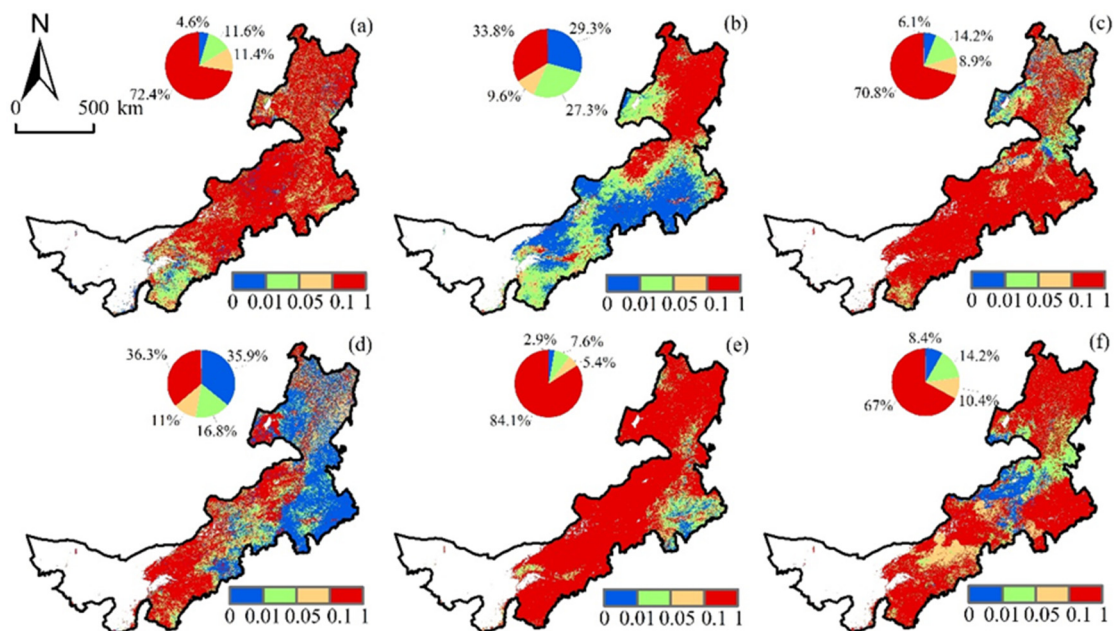 N
0 500 km
(a)
4.6%
11.6%
11.4%
72.4%
0 0.01 0.05 0.1 1
(b)
33.8%
29.3%
9.6%
27.3%
0 0.01 0.05 0.1 1
(c)
6.1%
14.2%
8.9%
70.8%
0 0.01 0.05 0.1 1
(d)
36.3%
35.9%
11%
16.8%
0 0.01 0.05 0.1 1
(e)
2.9%
7.6%
5.4%
84.1%
0 0.01 0.05 0.1 1
(f)
8.4%
14.2%
10.4%
67%
0 0.01 0.05 0.1 1